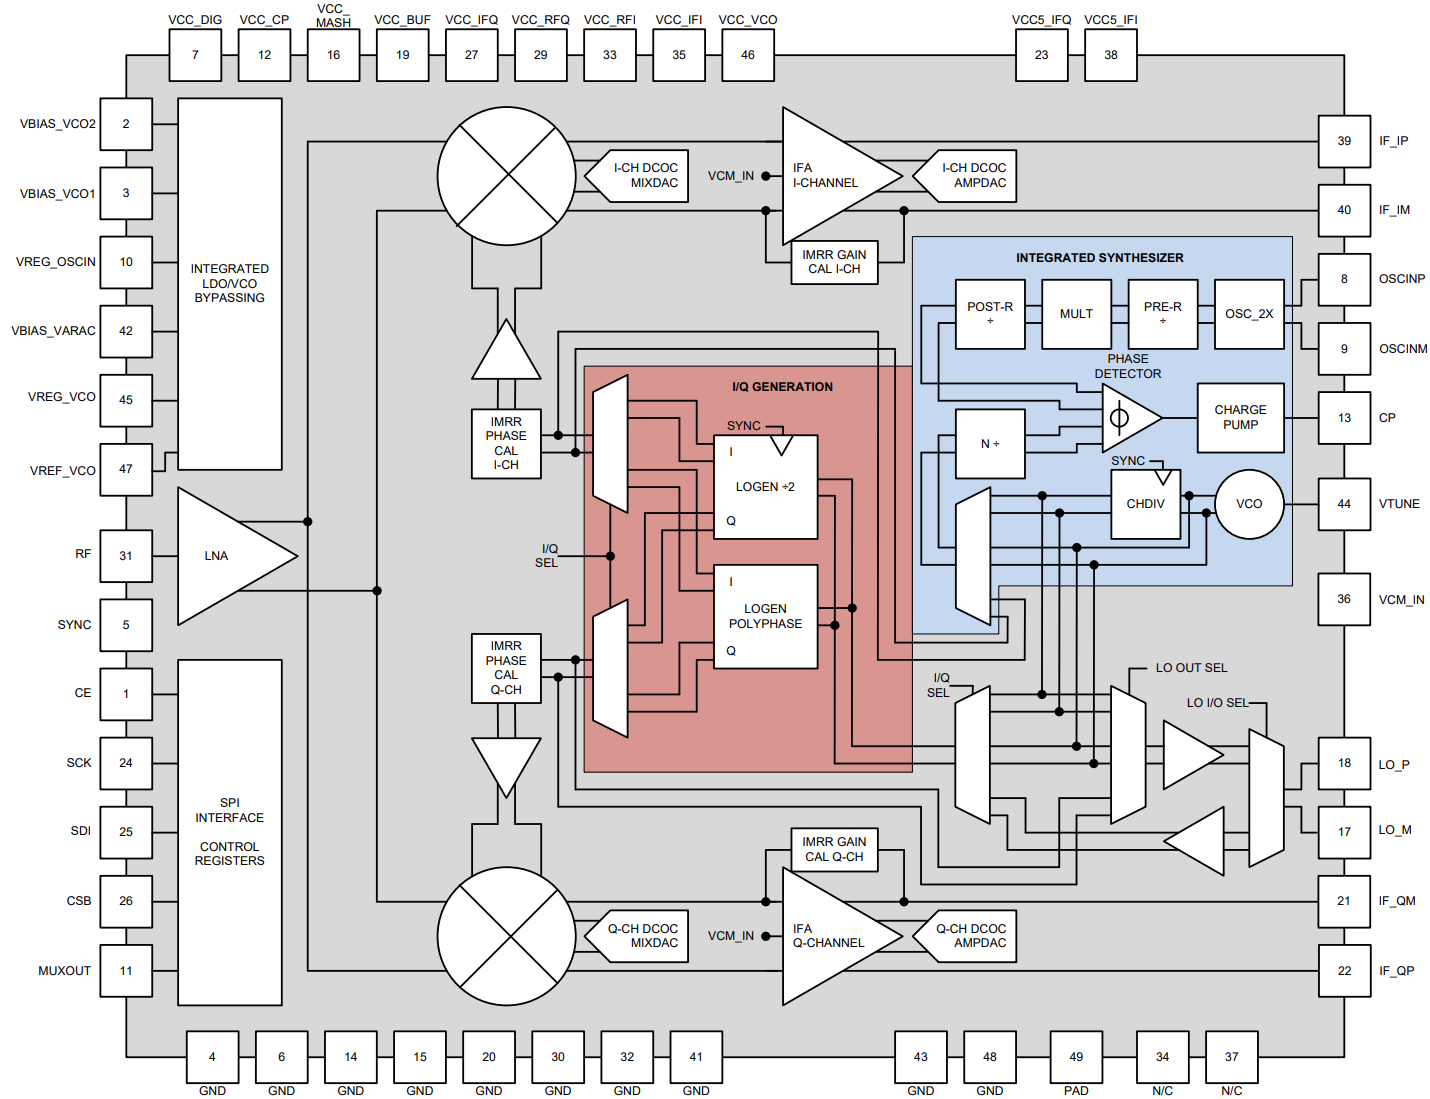 VCC_DIG
VCC_CP
VCC_
MASH
VCC_BUF
VCC_IFQ
VCC_RFQ
VCC_RFI
VCC_IFI
VCC_VCO
VCC5_IFQ
VCC5_IFI
7
12
16
19
27
29
33
35
46
23
38
VBIAS_VCO2
2
VBIAS_VCO1
3
VREG_OSCIN
10
VBIAS_VARAC
42
VREG_VCO
45
VREF_VCO
47
RF
31
SYNC
5
CE
1
SCK
24
SDI
25
CSB
26
MUXOUT
11
INTEGRATED
LDO/VCO
BYPASSING
LNA
SPI
INTERFACE
CONTROL
REGISTERS
I-CH DCOC
MIXDAC
VCM_IN
IFA
I-CHANNEL
I-CH DCOC
AMPDAC
IMRR GAIN
CAL I-CH
IMRR
PHASE
CAL
I-CH
I/Q GENERATION
SYNC
I
LOGEN ÷2
Q
I/Q
SEL
I
LOGEN
POLYPHASE
Q
IMRR
PHASE
CAL
Q-CH
INTEGRATED SYNTHESIZER
POST-R
÷
MULT
PRE-R
÷
OSC_2X
PHASE
DETECTOR
CHARGE
PUMP
N ÷
SYNC
CHDIV
VCO
I/Q
SEL
LO OUT SEL
LO I/O SEL
IMRR GAIN
CAL Q-CH
Q-CH DCOC
MIXDAC
VCM_IN
IFA
Q-CHANNEL
Q-CH DCOC
AMPDAC
39
IF_IP
40
IF_IM
8
OSCINP
9
OSCINM
13
CP
44
VTUNE
36
VCM_IN
18
LO_P
17
LO_M
21
IF_QM
22
IF_QP
4
6
14
15
20
30
32
41
43
48
49
34
37
GND
GND
GND
GND
GND
GND
GND
GND
GND
GND
PAD
N/C
N/C